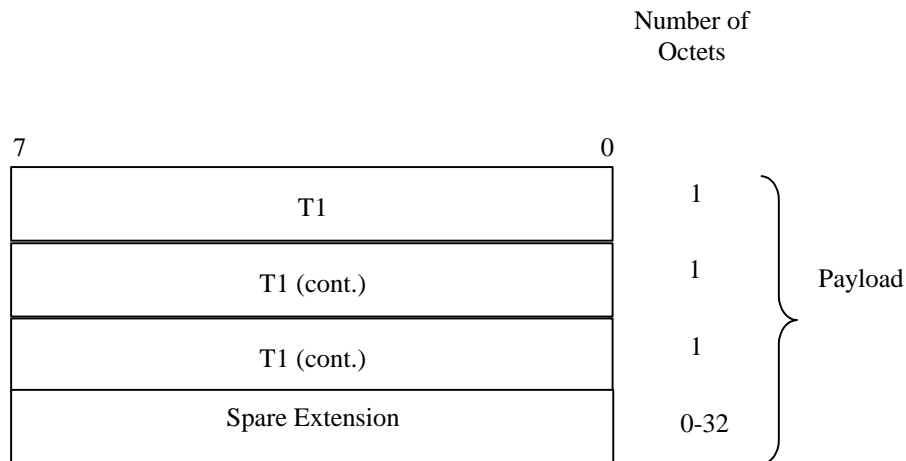 Number of
Octets
7 0
T1 1
T1 (cont.) 1
Payload
T1 (cont.) 1
Spare Extension 0-32